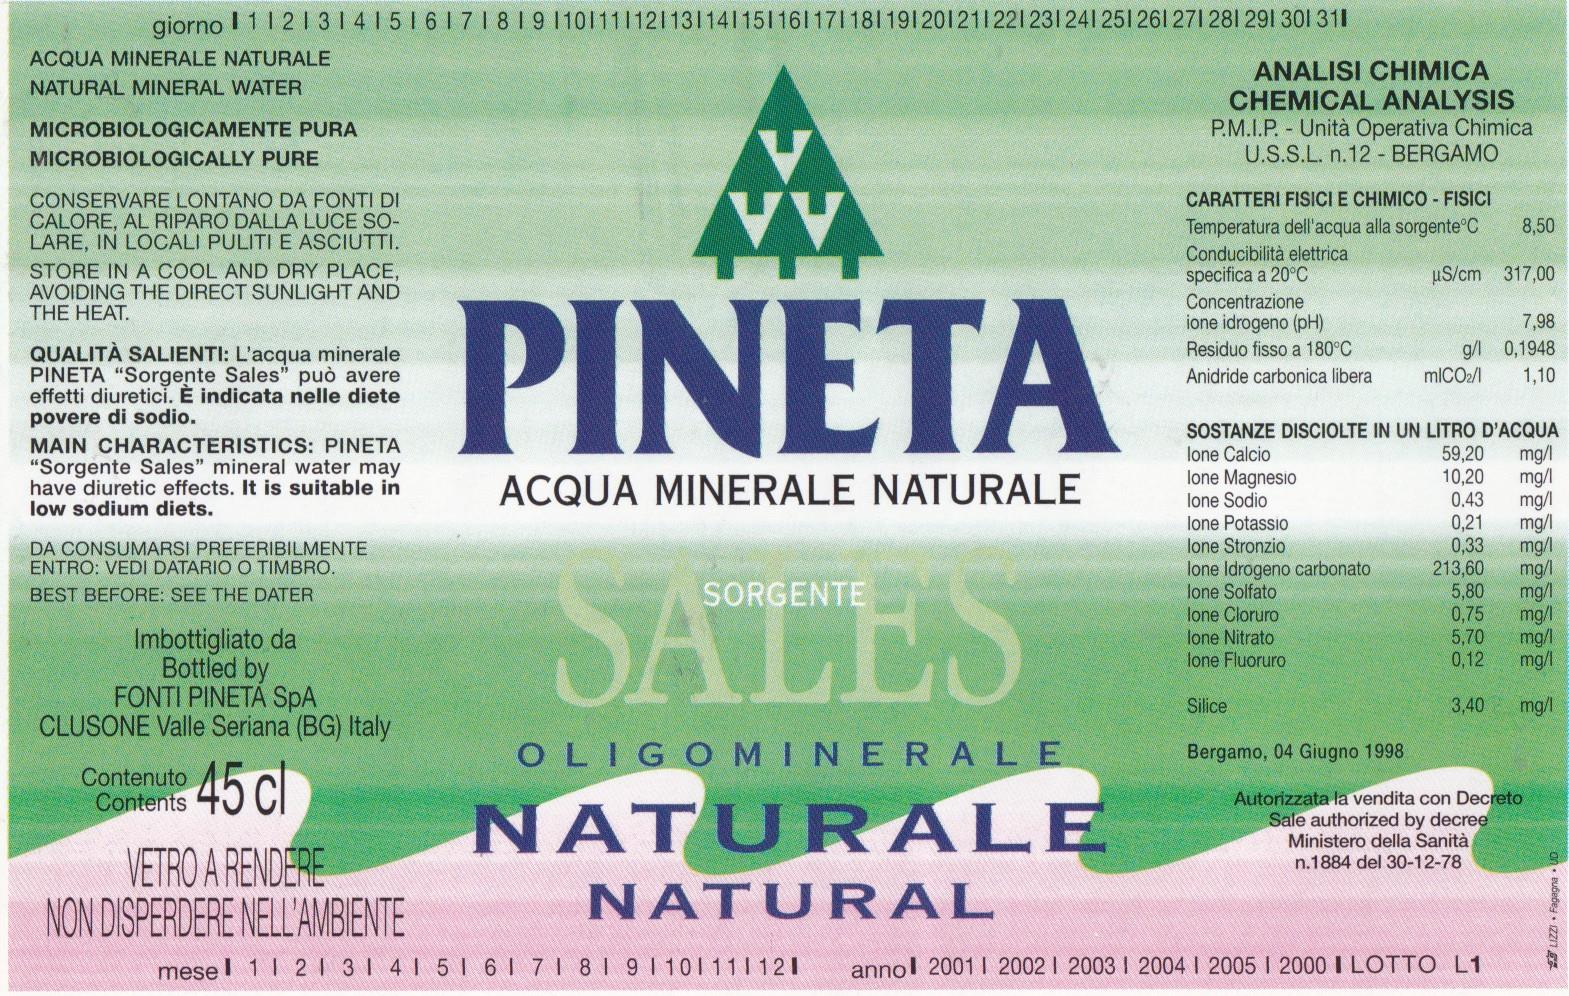 giorno 1 2 3 4 5 6 7 8 9 10 11 12 13 14 15 16 17 18 19 20 21 22 23 24 25 26 27 28 29 30 31
ACQUA MINERALE NATURALE
NATURAL MINERAL WATER
MICROBIOLOGICAMENTE PURA
MICROBIOLOGICALLY PURE
CONSERVARE LONTANO DA FONTI DI
CALORE, AL RIPARO DALLA LUCE SO-
LARE, IN LOCALI PULITI E ASCIUTTI.
STORE IN A COOL AND DRY PLACE,
AVOIDING THE DIRECT SUNLIGHT AND
THE HEAT.
QUALITÀ SALIENTI: L'acqua minerale
PINETA “Sorgente Sales” può avere
effetti diuretici. È indicata nelle diete
povere di sodio.
MAIN CHARACTERISTICS: PINETA
“Sorgente Sales” mineral water may
have diuretic effects. It is suitable in
low sodium diets.
DA CONSUMARSI PREFERIBILMENTE
ENTRO: VEDI DATARIO O TIMBRO.
BEST BEFORE: SEE THE DATER
Imbottigliato da
Bottled by
FONTI PINETA SpA
CLUSONE Valle Seriana (BG) Italy
Contenuto
Contents 45 cl
VETRO A RENDERE
NON DISPERDERE NELL'AMBIENTE
PINETA
ACQUA MINERALE NATURALE
SORGENTE
SALES
OLIGOMINERALE
NATURALE
NATURAL
ANALISI CHIMICA
CHEMICAL ANALYSIS
P.M.I.P. - Unità Operativa Chimica
U.S.S.L. n.12 - BERGAMO
CARATTERI FISICI E CHIMICO - FISICI
Temperatura dell'acqua alla sorgente°C 8,50
Conducibilità elettrica
specifica a 20°C µS/cm 317,00
Concentrazione
ione idrogeno (pH) 7,98
Residuo fisso a 180°C g/l 0,1948
Anidride carbonica libera mlCO₂/l 1,10
SOSTANZE DISCIOLTE IN UN LITRO D'ACQUA
Ione Calcio 59,20 mg/l
Ione Magnesio 10,20 mg/l
Ione Sodio 0,43 mg/l
Ione Potassio 0,21 mg/l
Ione Stronzio 0,33 mg/l
Ione Idrogeno carbonato 213,60 mg/l
Ione Solfato 5,80 mg/l
Ione Cloruro 0,75 mg/l
Ione Nitrato 5,70 mg/l
Ione Fluoruro 0,12 mg/l
Silice 3,40 mg/l
Bergamo, 04 Giugno 1998
Autorizzata la vendita con Decreto
Sale authorized by decree
Ministero della Sanità
n.1884 del 30-12-78
LIZZI • Fagagna • UD
mese 1 2 3 4 5 6 7 8 9 10 11 12 anno 2001 2002 2003 2004 2005 2000 LOTTO L1